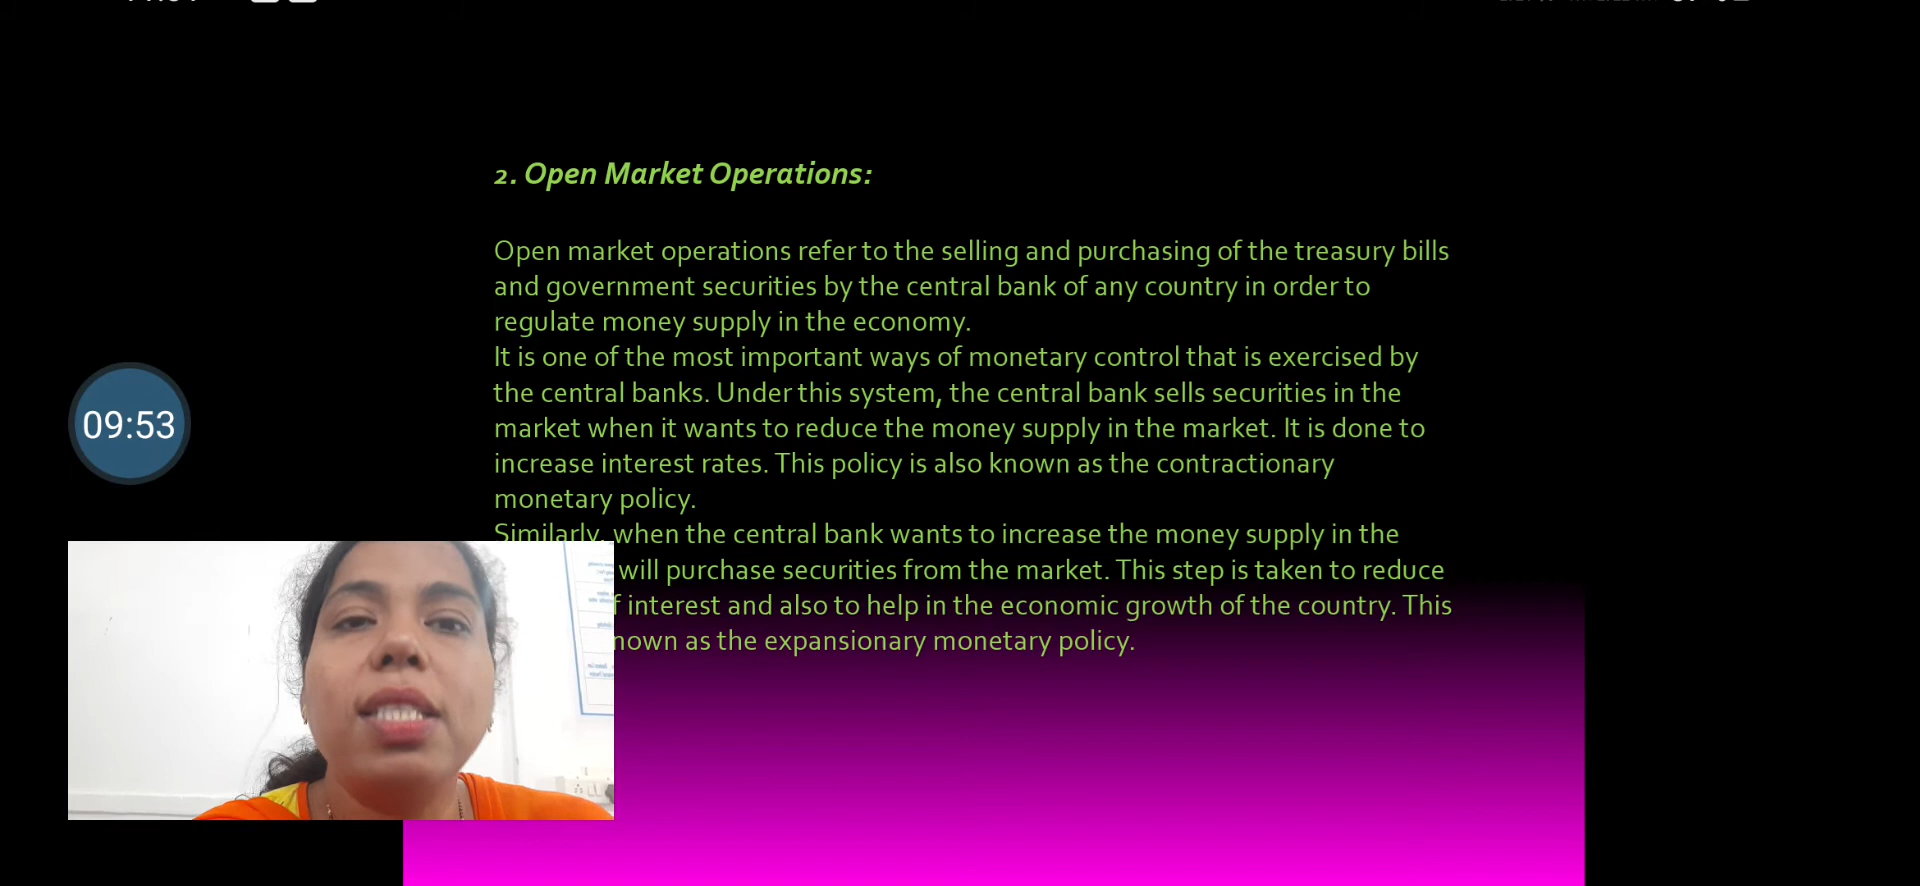 2. Open Market Operations:
Open market operations refer to the selling and purchasing of the treasury bills
and government securities by the central bank of any country in order to
regulate money supply in the economy.
It is one of the most important ways of monetary control that is exercised by
the central banks. Under this system, the central bank sells securities in the
market when it wants to reduce the money supply in the market. It is done to
increase interest rates. This policy is also known as the contractionary
monetary policy.
Similarly, when the central bank wants to increase the money supply in the
will purchase securities from the market. This step is taken to reduce
interest and also to help in the economic growth of the country. This
as the expansionary monetary policy.
09:53